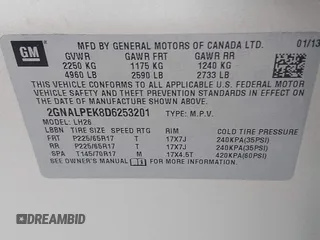 GM
MFD BY GENERAL MOTORS OF CANADA LTD. 01/13
GVWR GAWR FRT GAWR RR
2250 KG 1175 KG 1240 KG
4960 LB 2590 LB 2733 LB
THIS VEHICLE CONFORMS TO ALL APPLICABLE U.S. FEDERAL MOTOR
VEHICLE SAFETY, BUMPER, AND THEFT PREVENTION STANDARDS
IN EFFECT ON THE DATE OF MANUFACTURE SHOWN ABOVE.
2GNALPEK8D6253201 TYPE: M.P.V.
MODEL: LH26
LBBN TIRE SIZE SPEED RTG RIM COLD TIRE PRESSURE
FRT P225/65R17 T 17X7J 240KPA(35PSI)
RR. P225/65R17 T 17X7J 240KPA(35PSI)
SPA T145/70R17 M 17X4.5T 420KPA(60PSI)
SEE OWNER'S MANUAL FOR ADDITIONAL INFORMATION.
DREAMBID